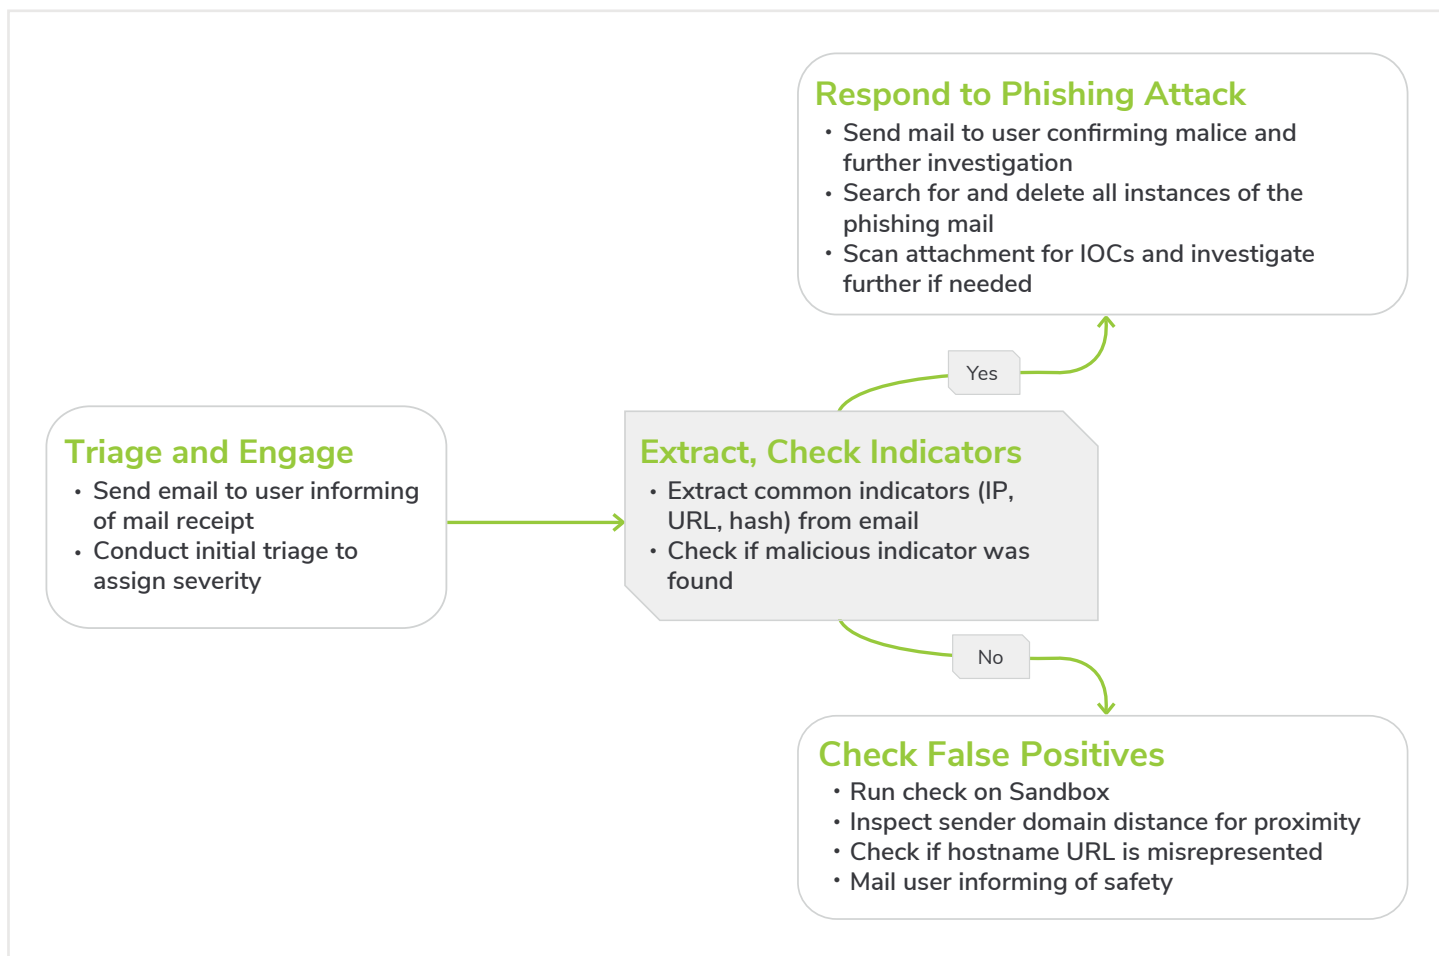 Respond to Phishing Attack
• Send mail to user confirming malice and
further investigation
• Search for and delete all instances of the
phishing mail
• Scan attachment for IOCs and investigate
further if needed
Yes
Triage and Engage
• Send email to user informing
of mail receipt
• Conduct initial triage to
assign severity
Extract, Check Indicators
• Extract common indicators (IP,
URL, hash) from email
• Check if malicious indicator was
found
No
Check False Positives
• Run check on Sandbox
• Inspect sender domain distance for proximity
• Check if hostname URL is misrepresented
• Mail user informing of safety